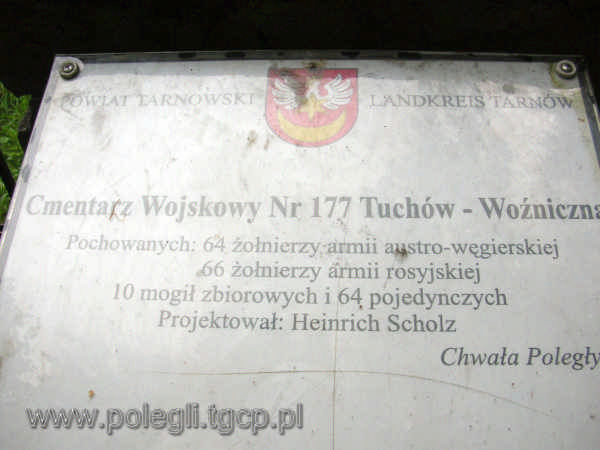 POWIAT TARNOWSKI LANDKREIS TARNÓW
Cmentarz Wojskowy Nr 177 Tuchów - Woźniczna
Pochowanych: 64 żołnierzy armii austro-węgierskiej
66 żołnierzy armii rosyjskiej
10 mogił zbiorowych i 64 pojedynczych
Projektował: Heinrich Scholz
Chwała Poległy
www.polegli.tgcp.pl